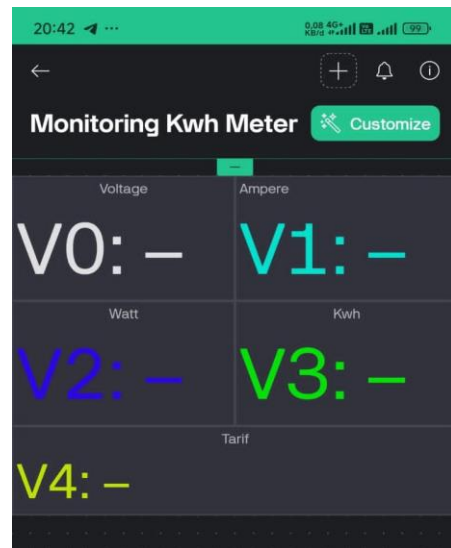 20:42 ...
0,08 KB/d 4G+ 99
Monitoring Kwh Meter Customize
Voltage Ampere
V0: – V1: –
Watt Kwh
V2: – V3: –
Tarif
V4: –